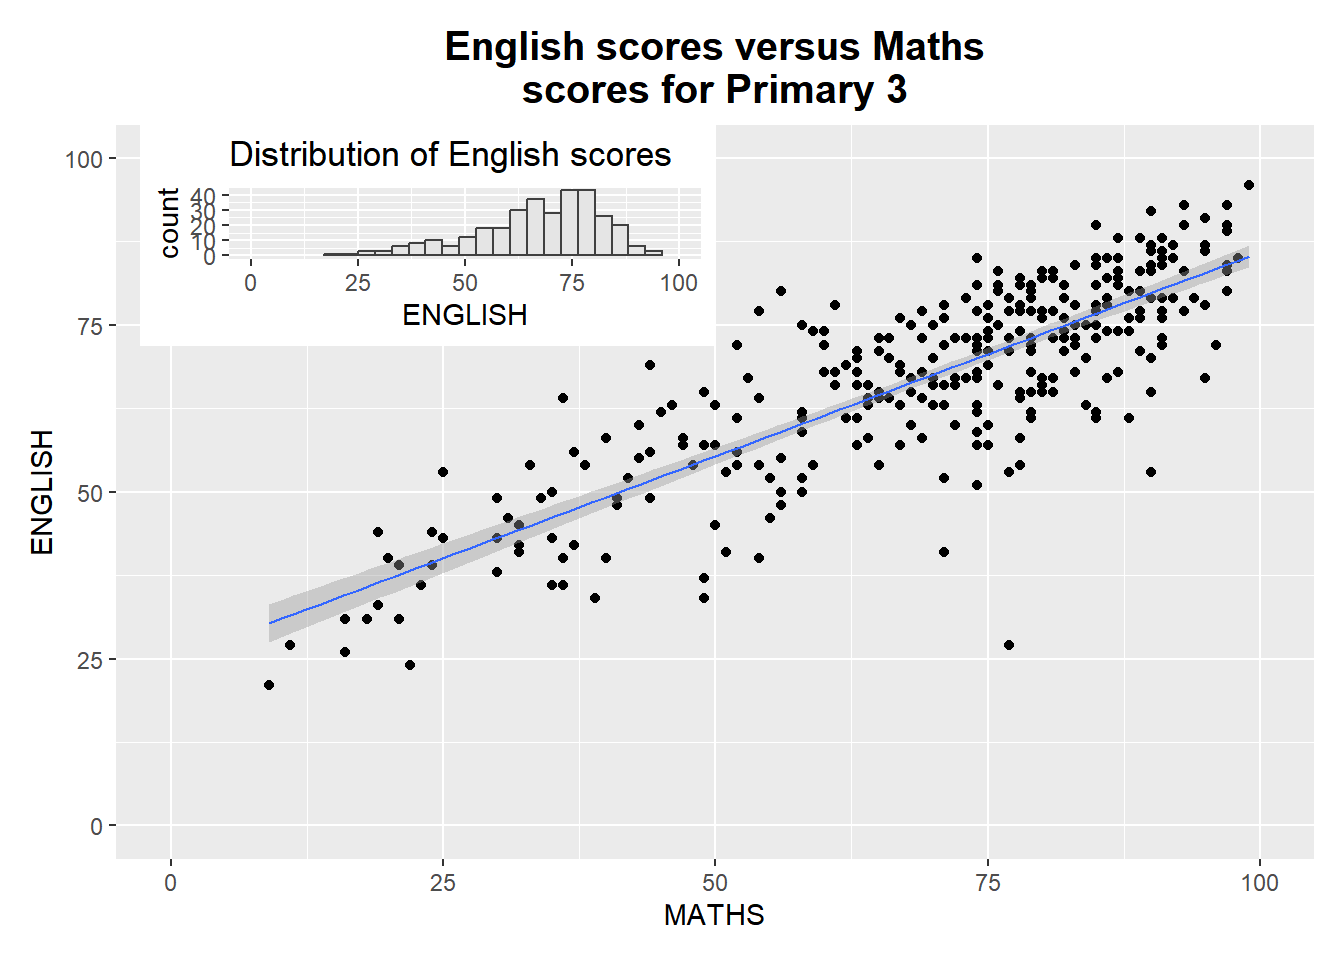 English scores versus Maths
scores for Primary 3
Distribution of English scores
count
40
30
20
10
0
0 25 50 75 100
ENGLISH
100
75
50
25
0
ENGLISH
0 25 50 75 100
MATHS